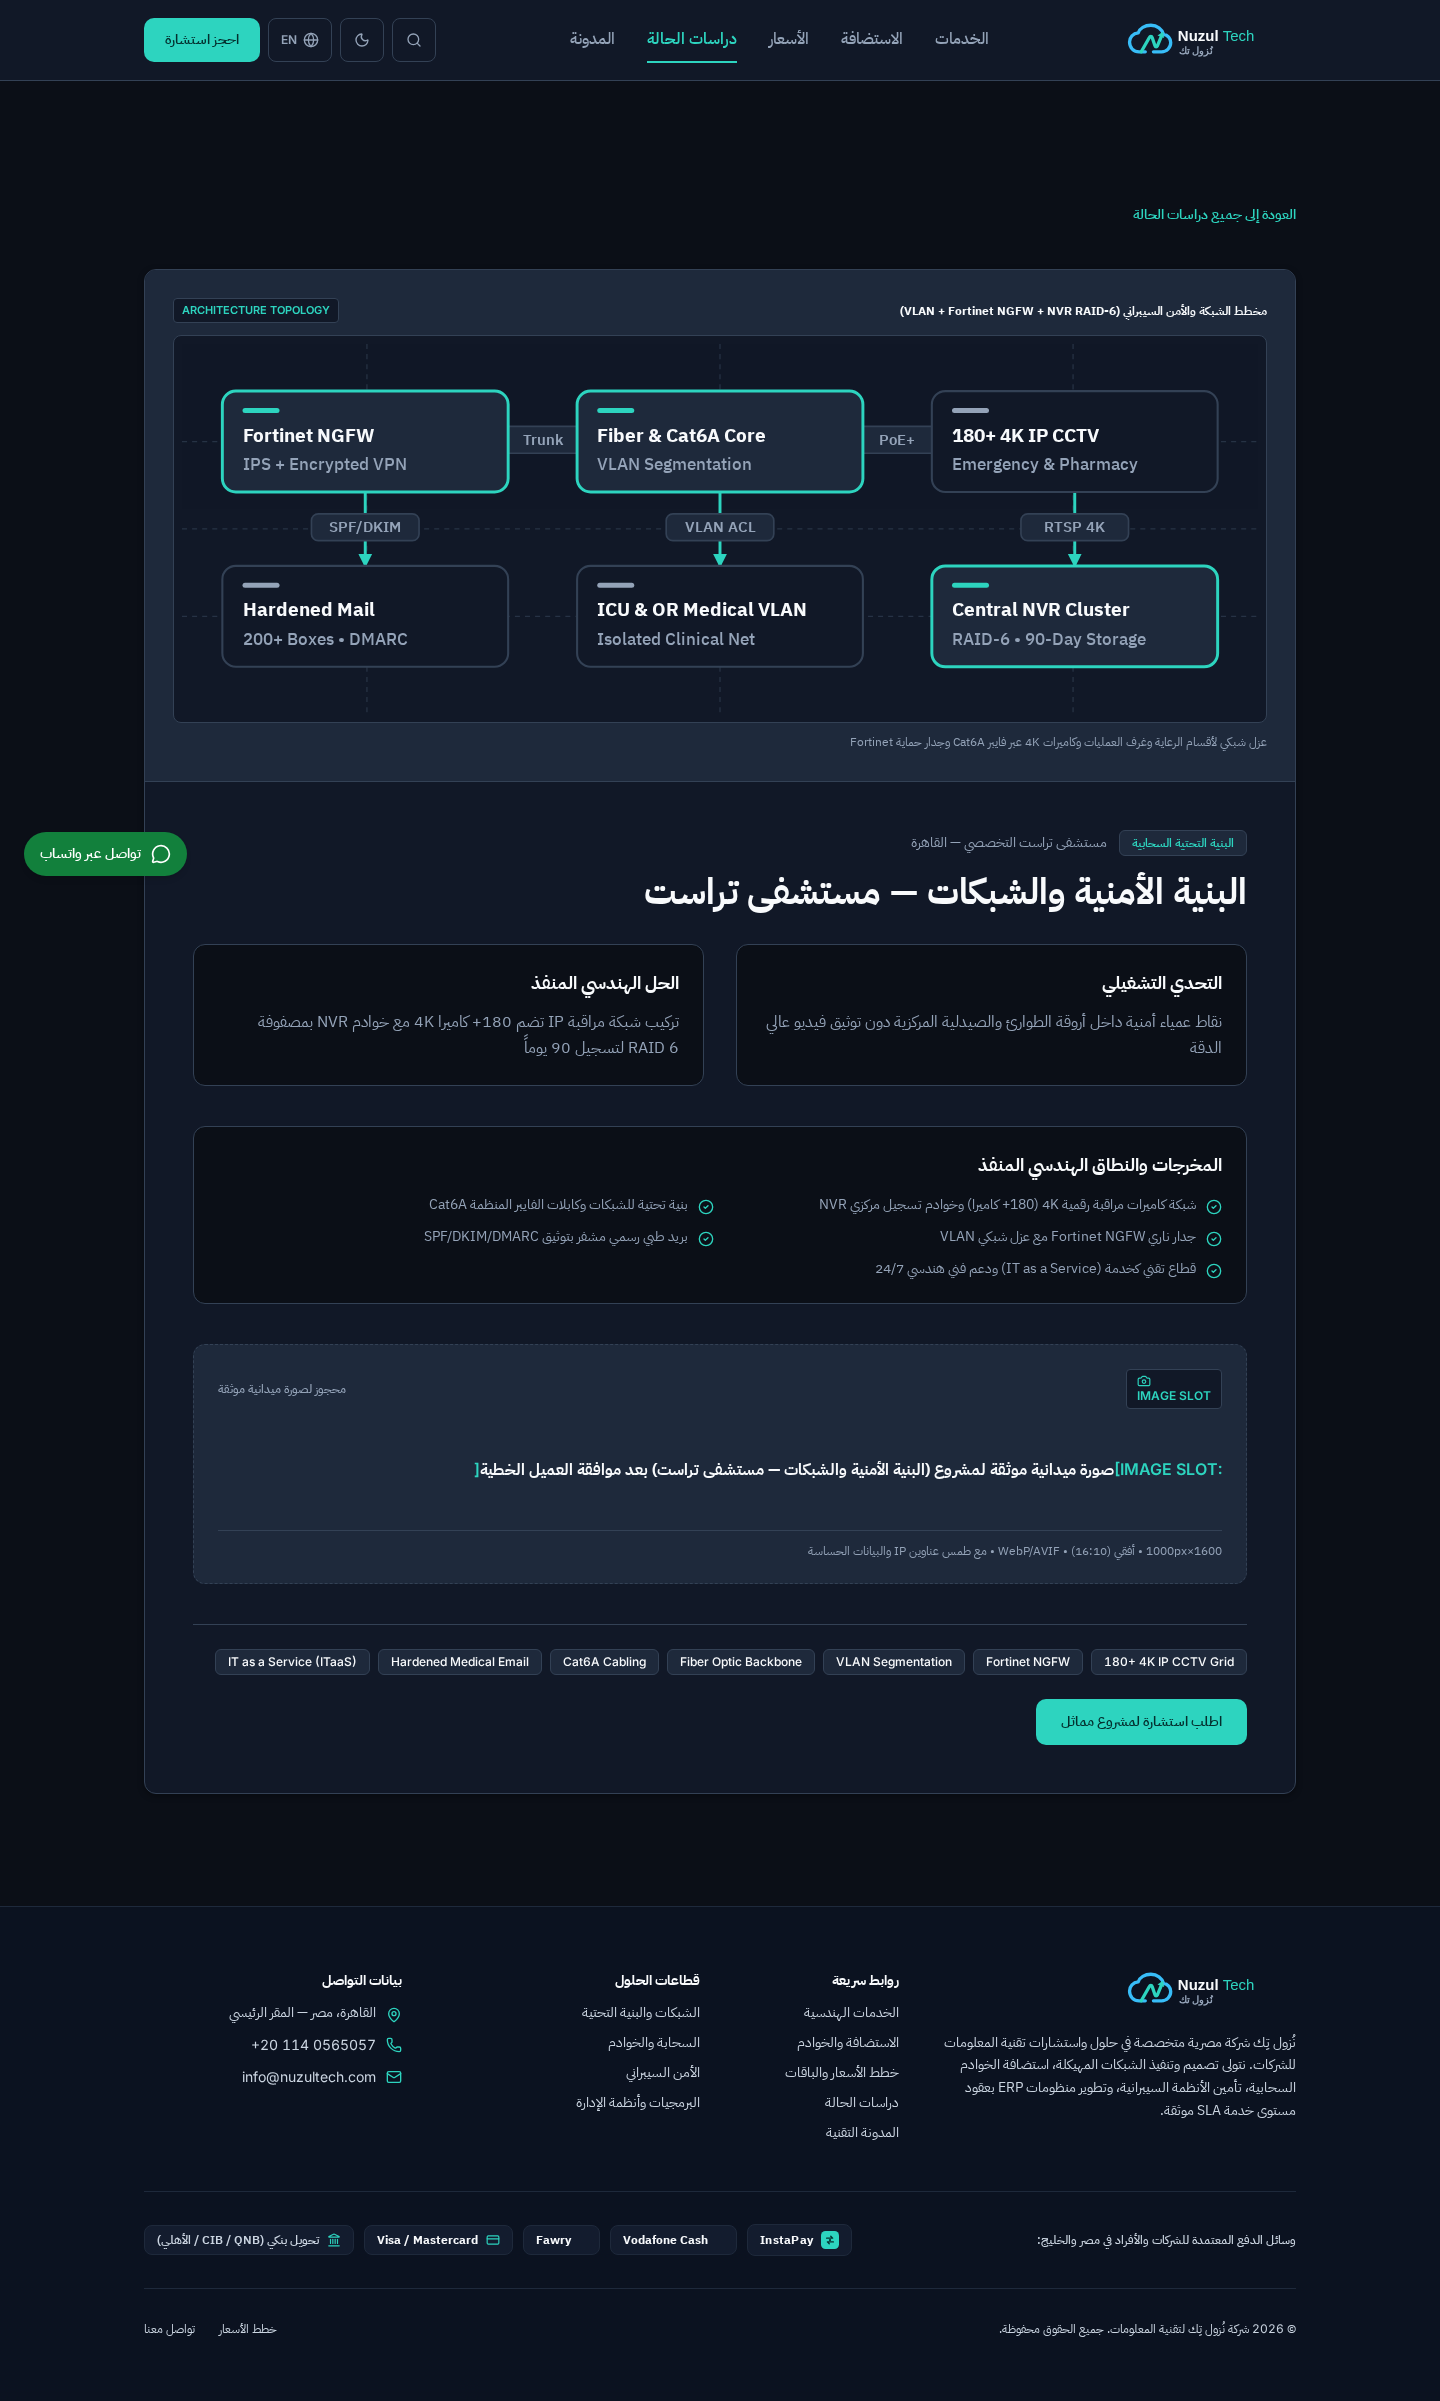 Nuzul Tech
نُزول تك
الخدمات
الاستضافة
الأسعار
دراسات الحالة
المدونة
EN
احجز استشارة
العودة إلى جميع دراسات الحالة
مخطط الشبكة والأمن السيبراني (VLAN + Fortinet NGFW + NVR RAID-6)
ARCHITECTURE TOPOLOGY
Fortinet NGFW
IPS + Encrypted VPN
Trunk
Fiber & Cat6A Core
VLAN Segmentation
PoE+
180+ 4K IP CCTV
Emergency & Pharmacy
SPF/DKIM
VLAN ACL
RTSP 4K
Hardened Mail
200+ Boxes • DMARC
ICU & OR Medical VLAN
Isolated Clinical Net
Central NVR Cluster
RAID-6 • 90-Day Storage
عزل شبكي لأقسام الرعاية وغرف العمليات وكاميرات 4K عبر فايبر Cat6A وجدار حماية Fortinet
تواصل عبر واتساب
البنية التحتية السحابية
مستشفى تراست التخصصي — القاهرة
البنية الأمنية والشبكات — مستشفى تراست
التحدي التشغيلي
نقاط عمياء أمنية داخل أروقة الطوارئ والصيدلية المركزية دون توثيق فيديو عالي
الدقة
الحل الهندسي المنفذ
تركيب شبكة مراقبة IP تضم 180+ كاميرا 4K مع خوادم NVR بمصفوفة
RAID 6 لتسجيل 90 يوماً
المخرجات والنطاق الهندسي المنفذ
شبكة كاميرات مراقبة رقمية 4K (180+ كاميرا) وخوادم تسجيل مركزي NVR
بنية تحتية للشبكات وكابلات الفايبر المنظمة Cat6A
جدار ناري Fortinet NGFW مع عزل شبكي VLAN
بريد طبي رسمي مشفر بتوثيق SPF/DKIM/DMARC
قطاع تقني كخدمة (IT as a Service) ودعم فني هندسي 24/7
IMAGE SLOT
محجوز لصورة ميدانية موثقة
[IMAGE SLOT: صورة ميدانية موثقة لمشروع (البنية الأمنية والشبكات — مستشفى تراست) بعد موافقة العميل الخطية]
1600×1000px • أفقي (16:10) • WebP/AVIF • مع طمس عناوين IP والبيانات الحساسة
180+ 4K IP CCTV Grid
Fortinet NGFW
VLAN Segmentation
Fiber Optic Backbone
Cat6A Cabling
Hardened Medical Email
IT as a Service (ITaaS)
اطلب استشارة لمشروع مماثل
Nuzul Tech
نُزول تك
نُزول تِك شركة مصرية متخصصة في حلول واستشارات تقنية المعلومات
للشركات. نتولى تصميم وتنفيذ الشبكات المهيكلة، استضافة الخوادم
السحابية، تأمين الأنظمة السيبرانية، وتطوير منظومات ERP بعقود
مستوى خدمة SLA موثقة.
روابط سريعة
الخدمات الهندسية
الاستضافة والخوادم
خطط الأسعار والباقات
دراسات الحالة
المدونة التقنية
قطاعات الحلول
الشبكات والبنية التحتية
السحابة والخوادم
الأمن السيبراني
البرمجيات وأنظمة الإدارة
بيانات التواصل
القاهرة، مصر — المقر الرئيسي
+20 114 0565057
info@nuzultech.com
وسائل الدفع المعتمدة للشركات والأفراد في مصر والخليج:
InstaPay
Vodafone Cash
Fawry
Visa / Mastercard
تحويل بنكي (CIB / QNB / الأهلي)
© 2026 شركة نُزول تِك لتقنية المعلومات. جميع الحقوق محفوظة.
خطط الأسعار
تواصل معنا